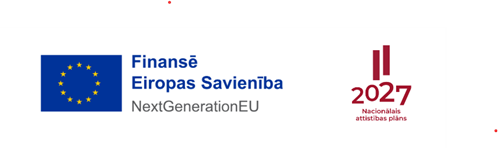 Finansē
Eiropas Savienība
NextGenerationEU
2027
Nacionālais
attīstības plāns